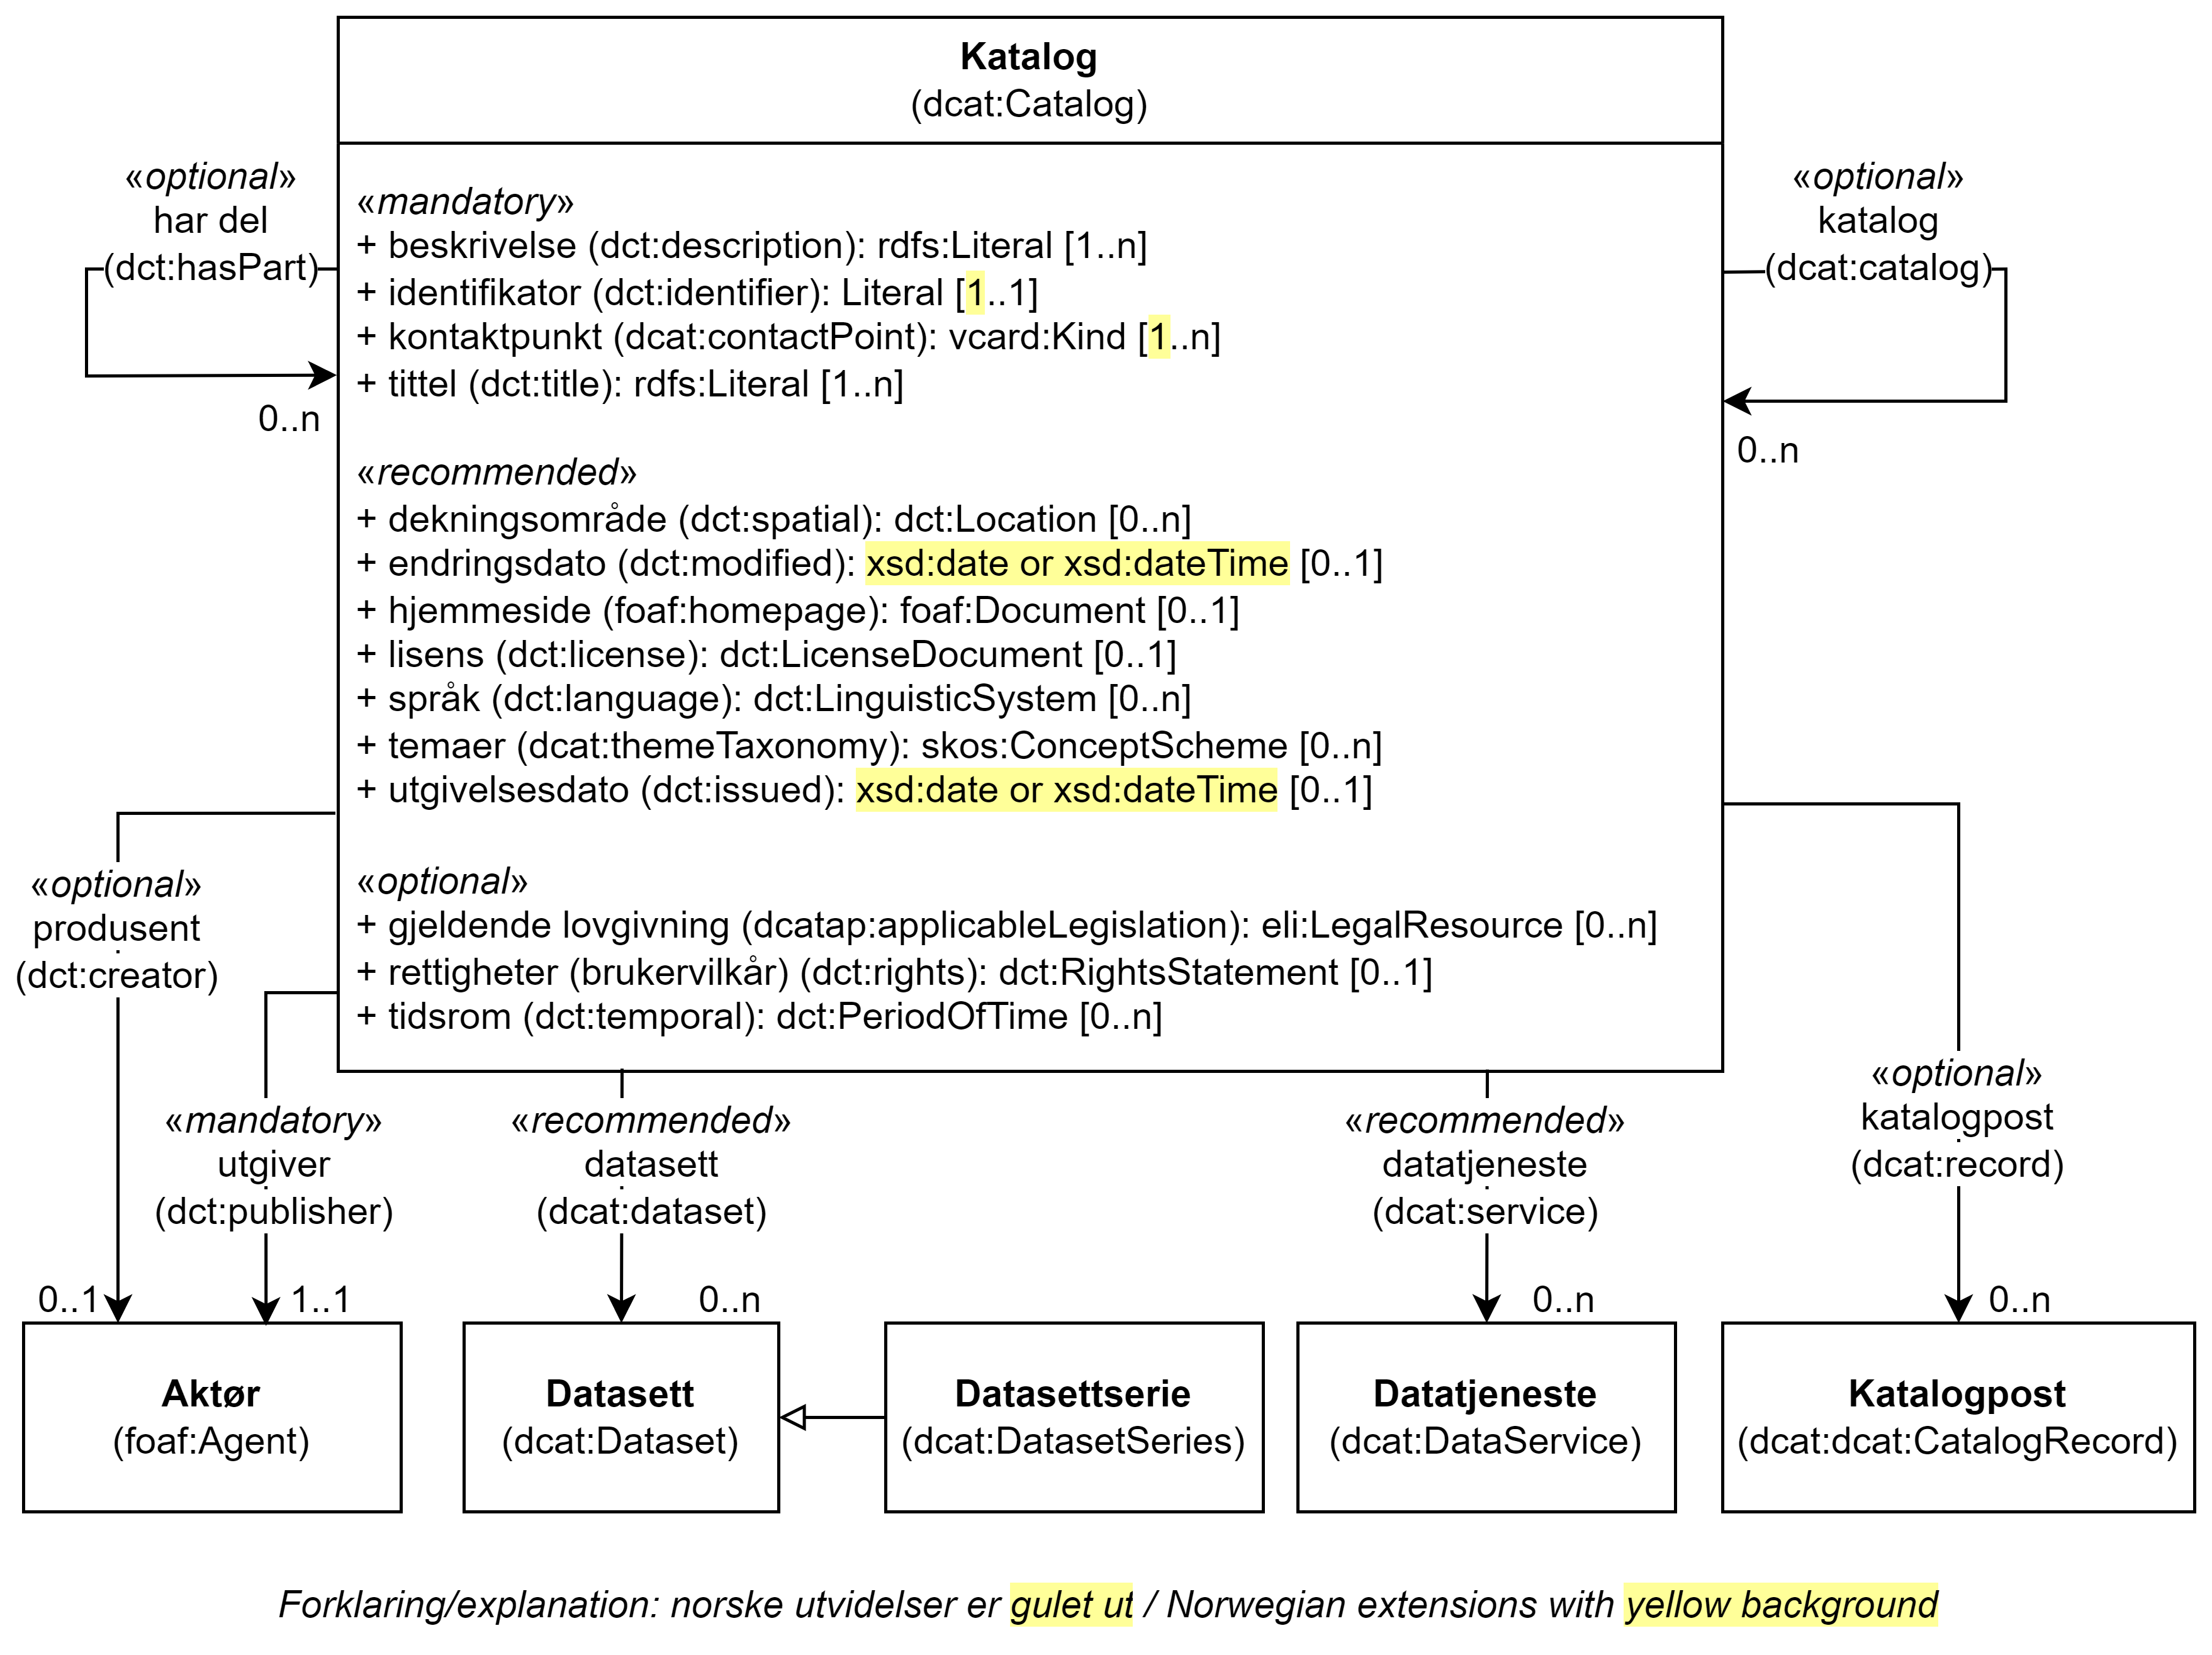 Katalog
(dcat:Catalog)
«optional»
har del
(dct:hasPart)
0..n
«optional»
katalog
(dcat:catalog)
0..n
«mandatory»
+ beskrivelse (dct:description): rdfs:Literal [1..n]
+ identifikator (dct:identifier): Literal [1..1]
+ kontaktpunkt (dcat:contactPoint): vcard:Kind [1..n]
+ tittel (dct:title): rdfs:Literal [1..n]
«recommended»
+ dekningsområde (dct:spatial): dct:Location [0..n]
+ endringsdato (dct:modified): xsd:date or xsd:dateTime [0..1]
+ hjemmeside (foaf:homepage): foaf:Document [0..1]
+ lisens (dct:license): dct:LicenseDocument [0..1]
+ språk (dct:language): dct:LinguisticSystem [0..n]
+ temaer (dcat:themeTaxonomy): skos:ConceptScheme [0..n]
+ utgivelsesdato (dct:issued): xsd:date or xsd:dateTime [0..1]
«optional»
+ gjeldende lovgivning (dcatap:applicableLegislation): eli:LegalResource [0..n]
+ rettigheter (brukervilkår) (dct:rights): dct:RightsStatement [0..1]
+ tidsrom (dct:temporal): dct:PeriodOfTime [0..n]
«optional»
produsent
(dct:creator)
0..1
«mandatory»
utgiver
(dct:publisher)
1..1
«recommended»
datasett
(dcat:dataset)
0..n
«recommended»
datatjeneste
(dcat:service)
0..n
«optional»
katalogpost
(dcat:record)
0..n
Aktør
(foaf:Agent)
Datasett
(dcat:Dataset)
Datasettserie
(dcat:DatasetSeries)
Datatjeneste
(dcat:DataService)
Katalogpost
(dcat:dcat:CatalogRecord)
Forklaring/explanation: norske utvidelser er gulet ut / Norwegian extensions with yellow background